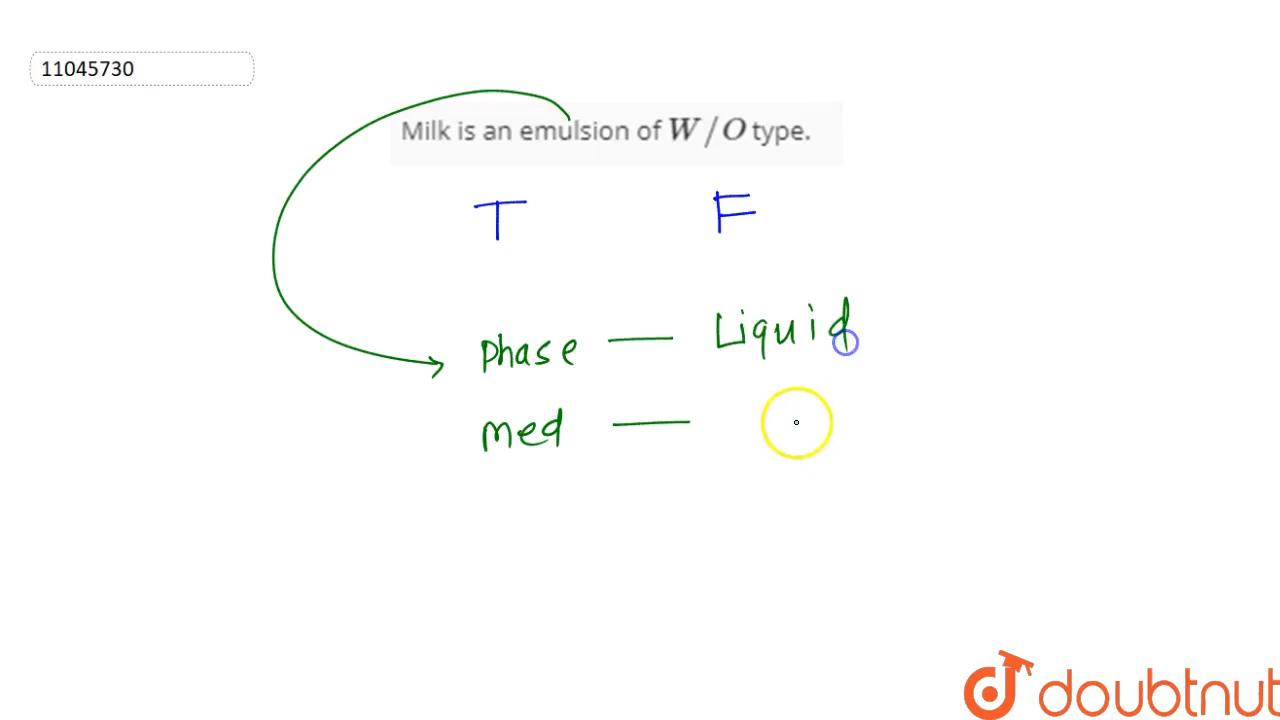 11045730
Milk is an emulsion of W/O type.
T F
Phase — Liquid
med —
doubtnut